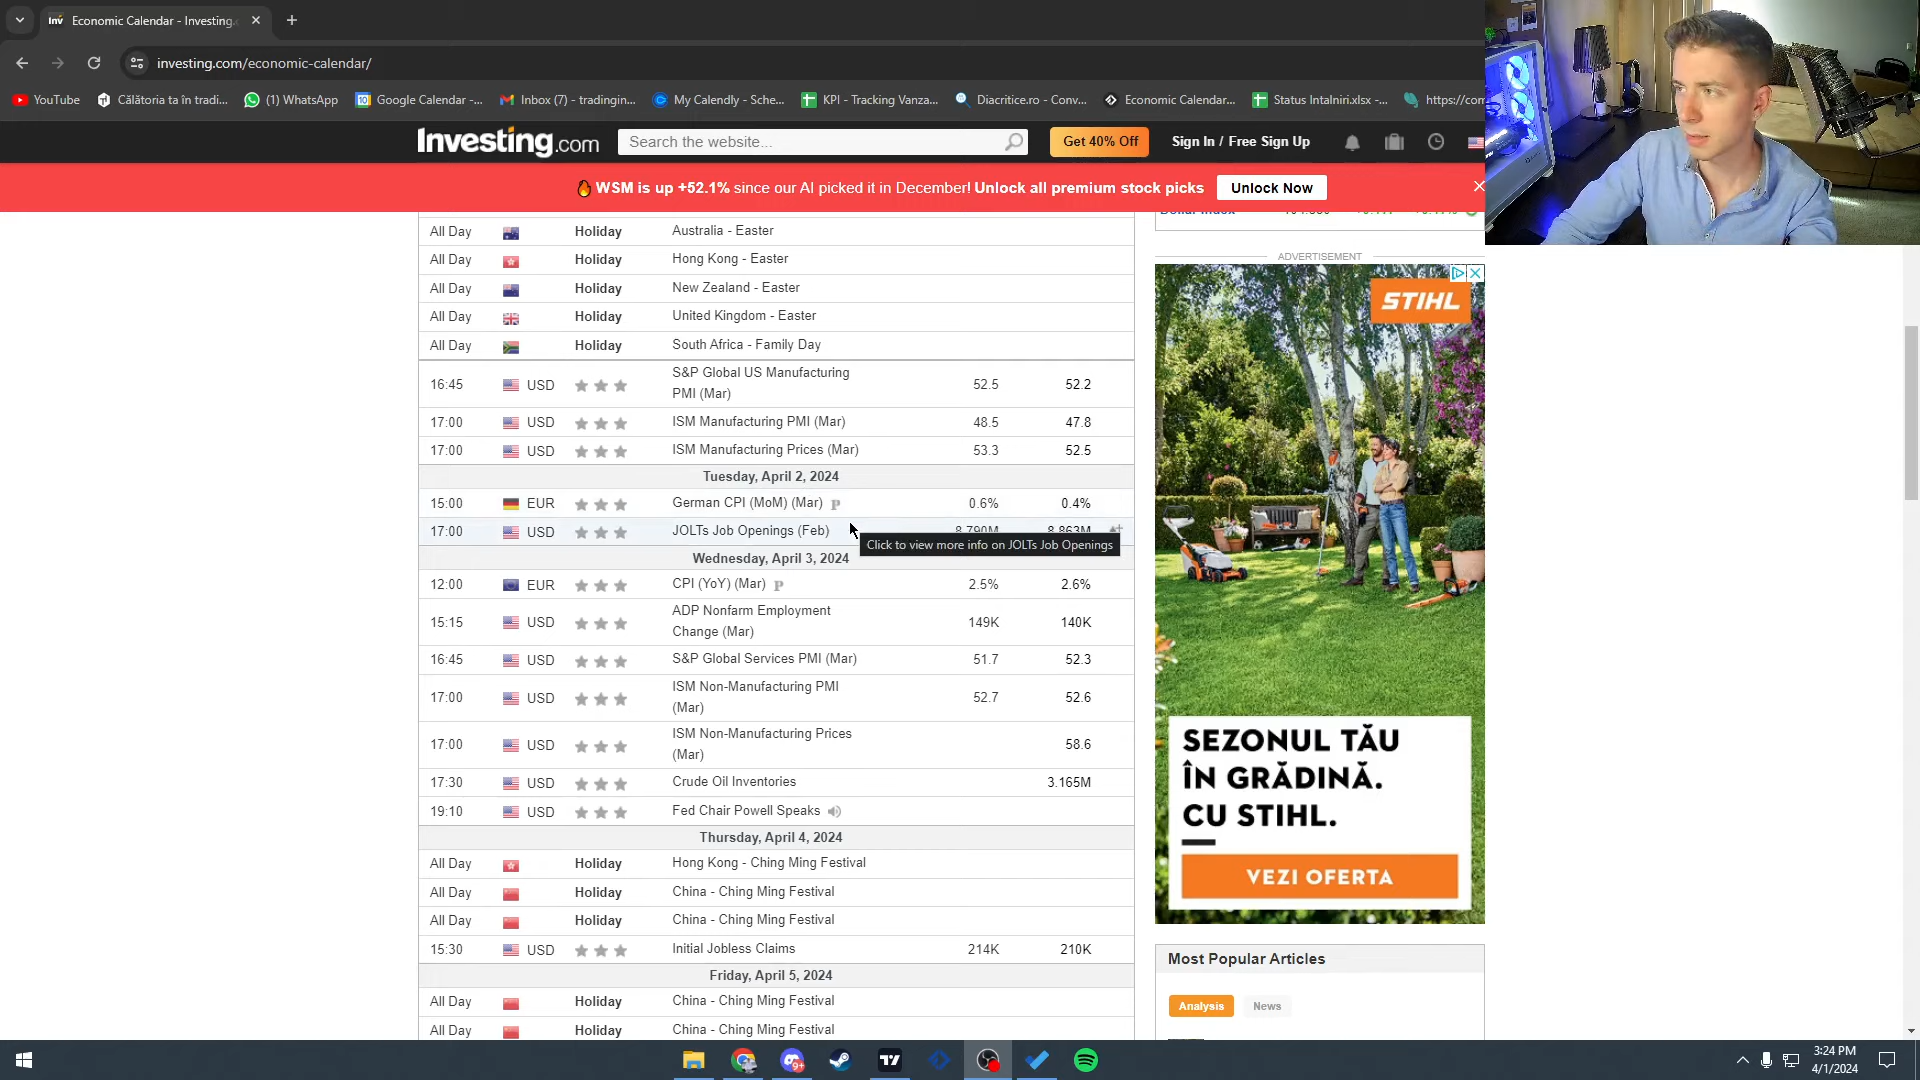 Economic Calendar - Investing.
investing.com/economic-calendar/
YouTube
Călătoria ta în tradi...
(1) WhatsApp
Google Calendar -...
Inbox (7) - tradingin...
My Calendly - Sche...
KPI - Tracking Vanza...
Diacritice.ro - Conv...
Economic Calendar...
Status Intalniri.xlsx -...
https://com
Investing.com
Search the website...
Get 40% Off
Sign In / Free Sign Up
WSM is up +52.1% since our AI picked it in December! Unlock all premium stock picks
Unlock Now
All Day Holiday Australia - Easter
All Day Holiday Hong Kong - Easter
All Day Holiday New Zealand - Easter
All Day Holiday United Kingdom - Easter
All Day Holiday South Africa - Family Day
16:45 USD S&P Global US Manufacturing
PMI (Mar) 52.5 52.2
17:00 USD ISM Manufacturing PMI (Mar) 48.5 47.8
17:00 USD ISM Manufacturing Prices (Mar) 53.3 52.5
Tuesday, April 2, 2024
15:00 EUR German CPI (MoM) (Mar) P 0.6% 0.4%
17:00 USD JOLTs Job Openings (Feb) 8.790M 8.863M
Click to view more info on JOLTs Job Openings
Wednesday, April 3, 2024
12:00 EUR CPI (YoY) (Mar) P 2.5% 2.6%
15:15 USD ADP Nonfarm Employment
Change (Mar) 149K 140K
16:45 USD S&P Global Services PMI (Mar) 51.7 52.3
17:00 USD ISM Non-Manufacturing PMI
(Mar) 52.7 52.6
17:00 USD ISM Non-Manufacturing Prices
(Mar) 58.6
17:30 USD Crude Oil Inventories 3.165M
19:10 USD Fed Chair Powell Speaks
Thursday, April 4, 2024
All Day Holiday Hong Kong - Ching Ming Festival
All Day Holiday China - Ching Ming Festival
All Day Holiday China - Ching Ming Festival
15:30 USD Initial Jobless Claims 214K 210K
Friday, April 5, 2024
All Day Holiday China - Ching Ming Festival
All Day Holiday China - Ching Ming Festival
ADVERTISEMENT
STIHL
SEZONUL TĂU
ÎN GRĂDINĂ.
CU STIHL.
VEZI OFERTA
Most Popular Articles
Analysis
News
3:24 PM
4/1/2024